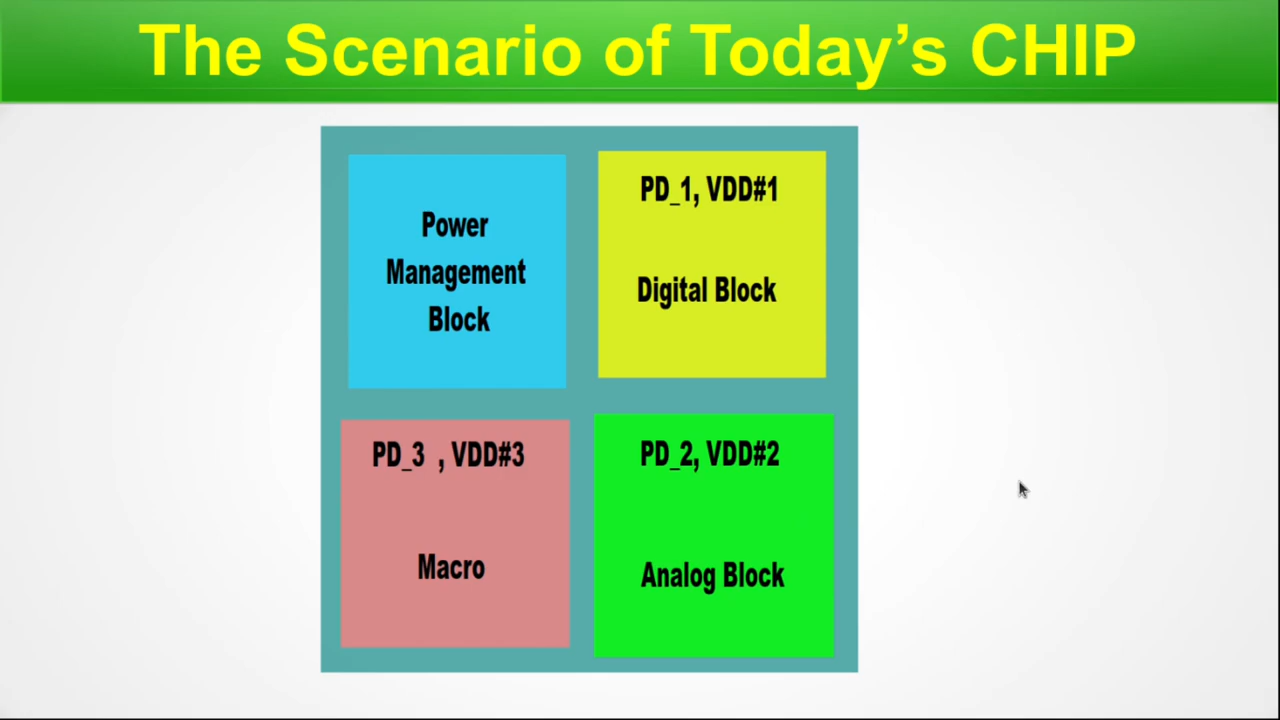 The Scenario of Today’s CHIP
Power
Management
Block
PD_1, VDD#1
Digital Block
PD_3 , VDD#3
Macro
PD_2, VDD#2
Analog Block